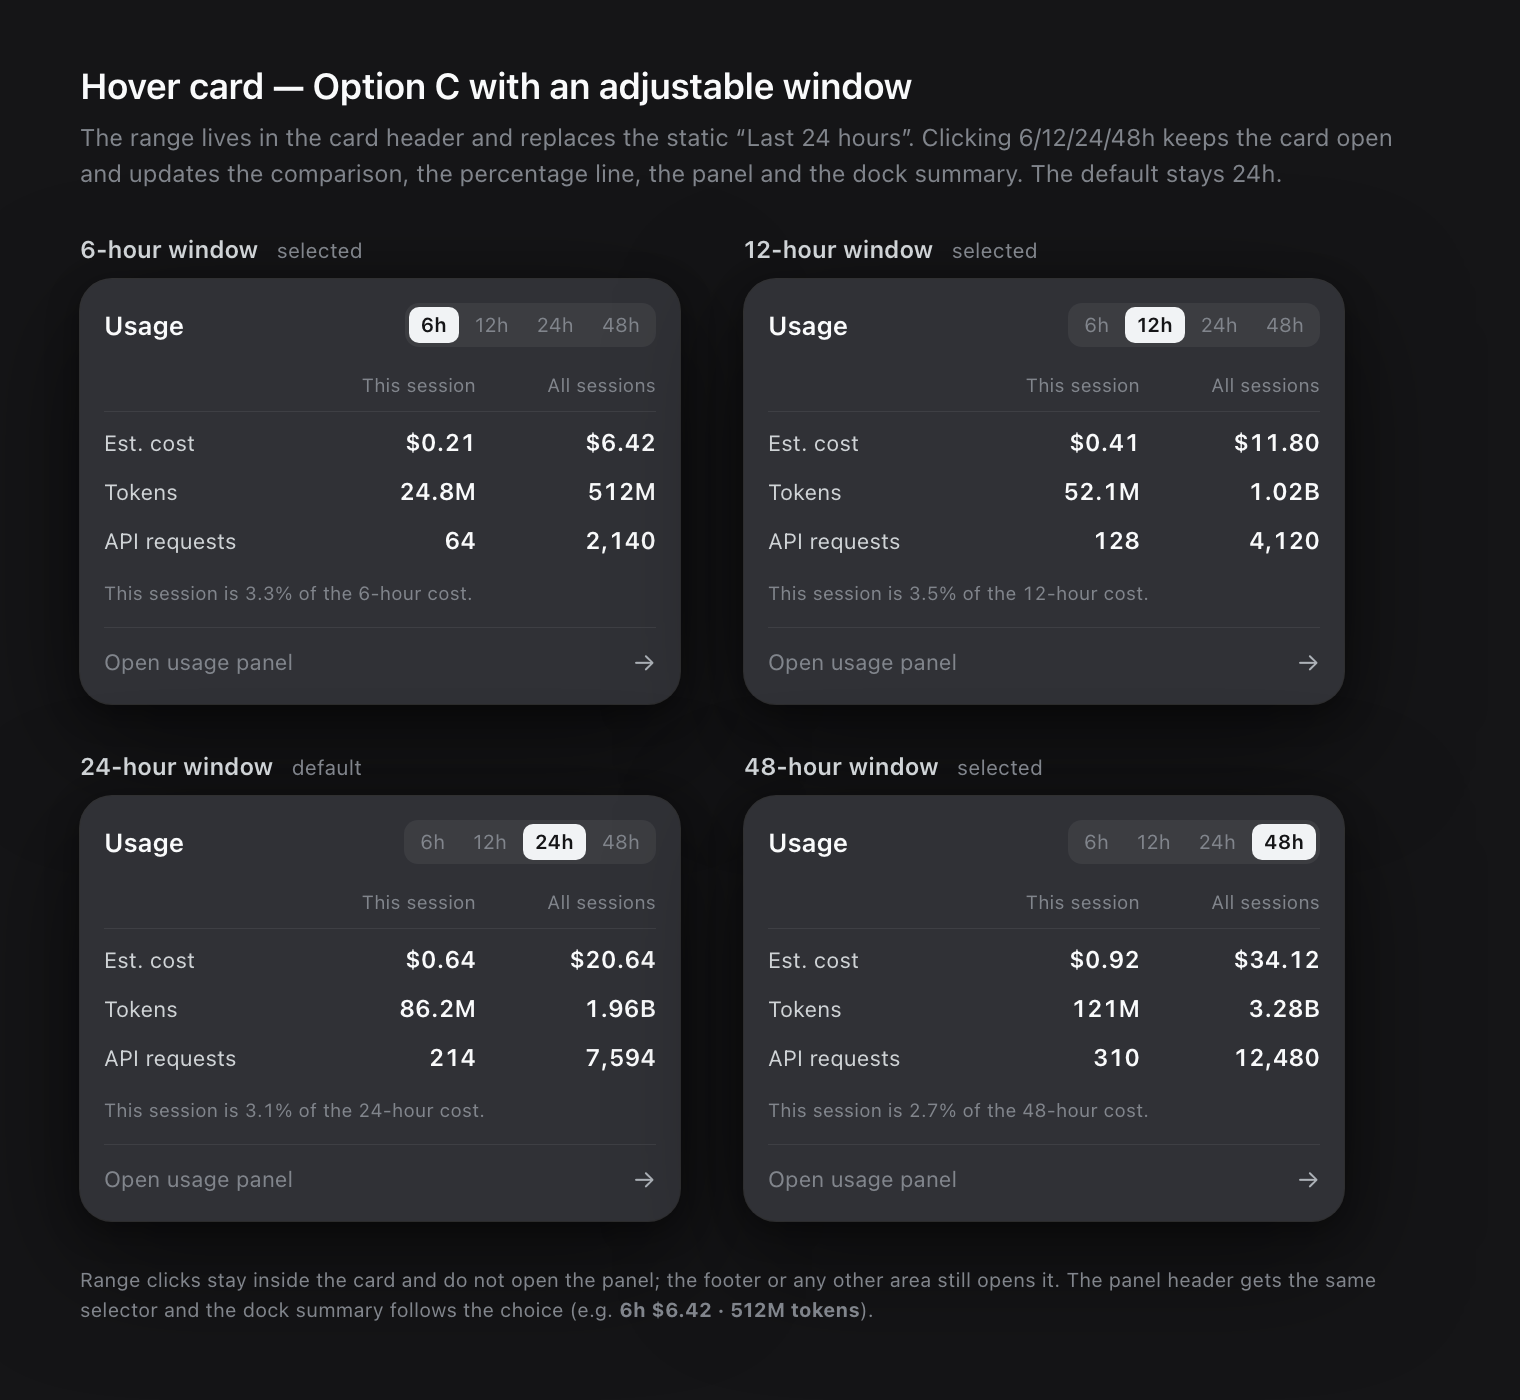 Hover card — Option C with an adjustable window
The range lives in the card header and replaces the static “Last 24 hours”. Clicking 6/12/24/48h keeps the card open
and updates the comparison, the percentage line, the panel and the dock summary. The default stays 24h.
6-hour window selected
Usage 6h 12h 24h 48h
This session All sessions
Est. cost $0.21 $6.42
Tokens 24.8M 512M
API requests 64 2,140
This session is 3.3% of the 6-hour cost.
Open usage panel →
12-hour window selected
Usage 6h 12h 24h 48h
This session All sessions
Est. cost $0.41 $11.80
Tokens 52.1M 1.02B
API requests 128 4,120
This session is 3.5% of the 12-hour cost.
Open usage panel →
24-hour window default
Usage 6h 12h 24h 48h
This session All sessions
Est. cost $0.64 $20.64
Tokens 86.2M 1.96B
API requests 214 7,594
This session is 3.1% of the 24-hour cost.
Open usage panel →
48-hour window selected
Usage 6h 12h 24h 48h
This session All sessions
Est. cost $0.92 $34.12
Tokens 121M 3.28B
API requests 310 12,480
This session is 2.7% of the 48-hour cost.
Open usage panel →
Range clicks stay inside the card and do not open the panel; the footer or any other area still opens it. The panel header gets the same
selector and the dock summary follows the choice (e.g. 6h $6.42 · 512M tokens).